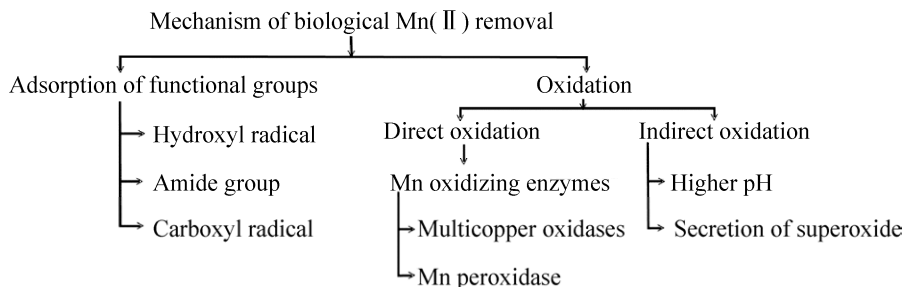 Mechanism of biological Mn(Ⅱ) removal
Adsorption of functional groups
Oxidation
Hydroxyl radical
Amide group
Carboxyl radical
Direct oxidation
Indirect oxidation
Mn oxidizing enzymes
Multicopper oxidases
Mn peroxidase
Higher pH
Secretion of superoxide